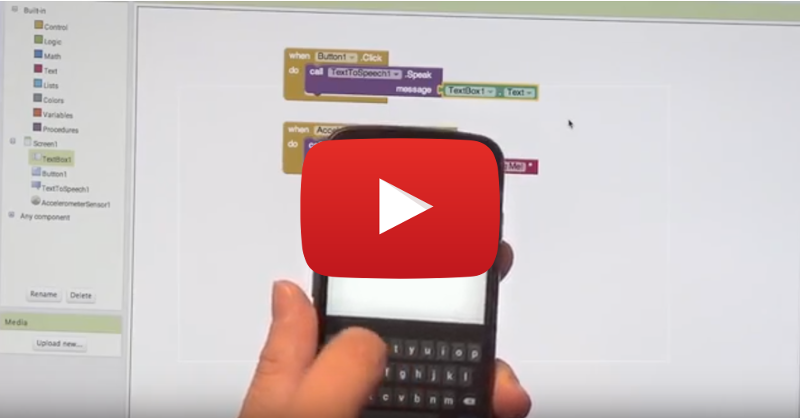 Built-in
Control
Logic
Math
Text
Lists
Colors
Variables
Procedures
Screen1
TextBox1
Button1
TextToSpeech1
AccelerometerSensor1
Any component
Rename Delete
Media
Upload new...
when Button1 .Click
do call TextToSpeech1 .Speak
message TextBox1 . Text
when
do
Me! "
t y u i o p
f g h j k l
c v b n m